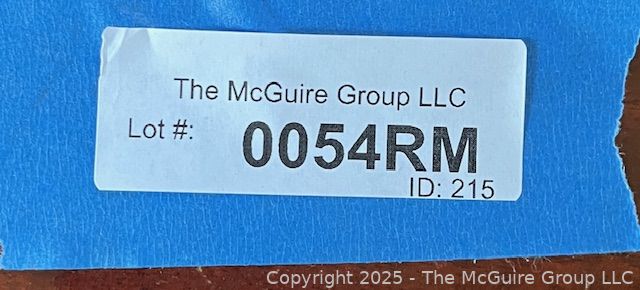 The McGuire Group LLC
Lot #: 0054RM
ID: 215
Copyright 2025 - The McGuire Group LLC